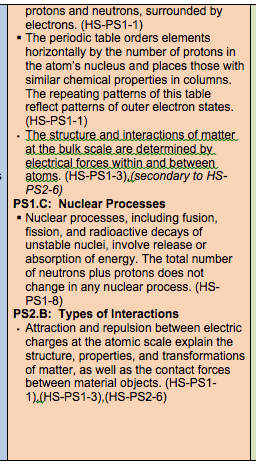 protons and neutrons, surrounded by
electrons. (HS-PS1-1)
▪ The periodic table orders elements
horizontally by the number of protons in
the atom's nucleus and places those with
similar chemical properties in columns.
The repeating patterns of this table
reflect patterns of outer electron states.
(HS-PS1-1)
▪ The structure and interactions of matter
at the bulk scale are determined by
electrical forces within and between
atoms. (HS-PS1-3),(secondary to HS-
PS2-6)
PS1.C: Nuclear Processes
▪ Nuclear processes, including fusion,
fission, and radioactive decays of
unstable nuclei, involve release or
absorption of energy. The total number
of neutrons plus protons does not
change in any nuclear process. (HS-
PS1-8)
PS2.B: Types of Interactions
▪ Attraction and repulsion between electric
charges at the atomic scale explain the
structure, properties, and transformations
of matter, as well as the contact forces
between material objects. (HS-PS1-
1),(HS-PS1-3),(HS-PS2-6)